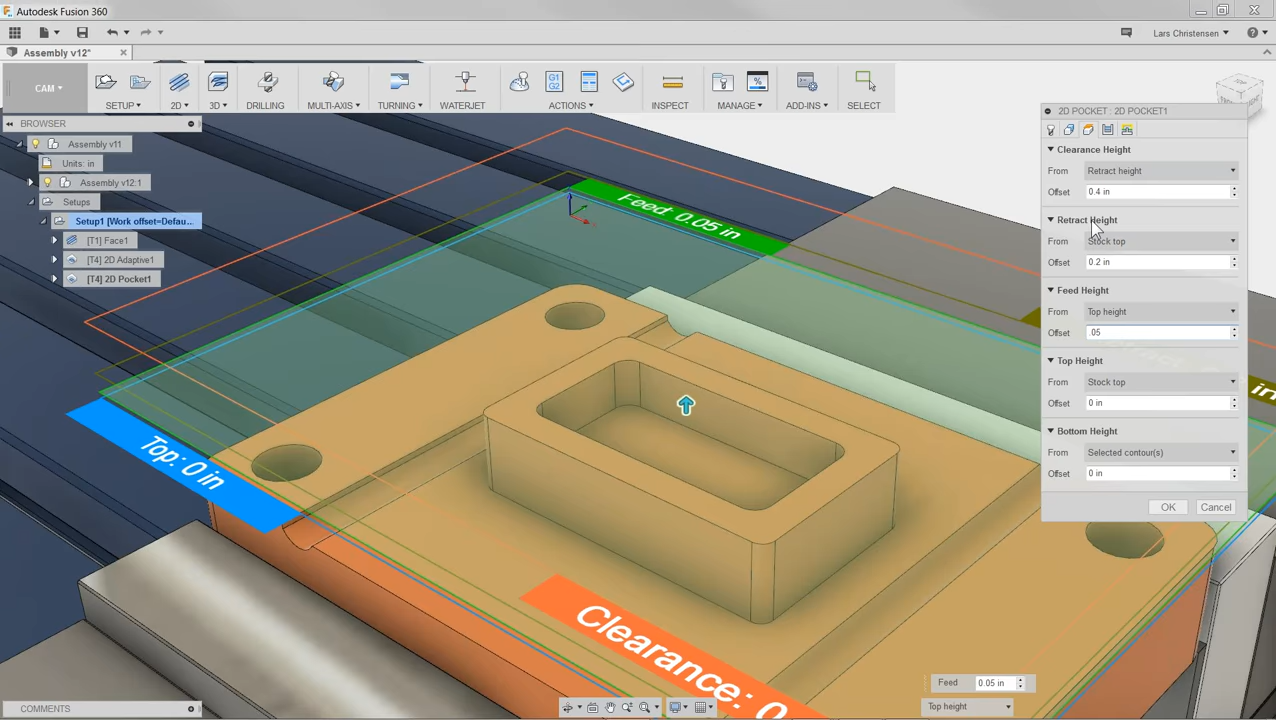 Autodesk Fusion 360
Lars Christensen
Assembly v12*
CAM
SETUP
2D
3D
DRILLING
MULTI-AXIS
TURNING
WATERJET
G1
G2
ACTIONS
INSPECT
MANAGE
ADD-INS
SELECT
BROWSER
Assembly v11
Units: in
Assembly v12:1
Setups
Setup1 [Work offset=Defau...
[T1] Face1
[T4] 2D Adaptive1
[T4] 2D Pocket1
2D POCKET : 2D POCKET1
Clearance Height
From Retract height
Offset 0.4 in
Retract Height
From Stock top
Offset 0.2 in
Feed Height
From Top height
Offset .05
Top Height
From Stock top
Offset 0 in
Bottom Height
From Selected contour(s)
Offset 0 in
OK Cancel
Feed: 0.05 in
Top: 0 in
Clearance: 0
in
Feed 0.05 in
Top height
COMMENTS